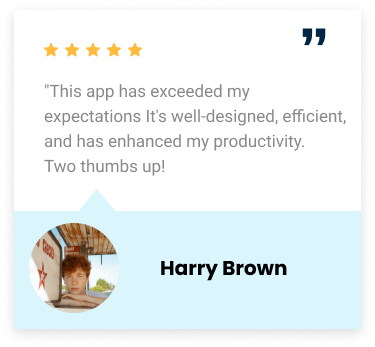 "This app has exceeded my
expectations It's well-designed, efficient,
and has enhanced my productivity.
Two thumbs up!
Harry Brown